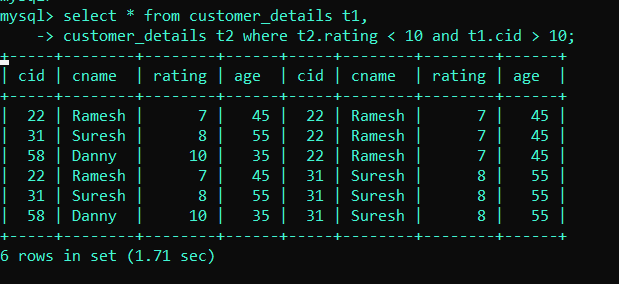 mysql> select * from customer_details t1,
    -> customer_details t2 where t2.rating < 10 and t1.cid > 10;
+-----+--------+--------+------+-----+--------+--------+------+
| cid | cname  | rating | age  | cid | cname  | rating | age  |
+-----+--------+--------+------+-----+--------+--------+------+
|  22 | Ramesh |      7 |   45 |  22 | Ramesh |      7 |   45 |
|  31 | Suresh |      8 |   55 |  22 | Ramesh |      7 |   45 |
|  58 | Danny  |     10 |   35 |  22 | Ramesh |      7 |   45 |
|  22 | Ramesh |      7 |   45 |  31 | Suresh |      8 |   55 |
|  31 | Suresh |      8 |   55 |  31 | Suresh |      8 |   55 |
|  58 | Danny  |     10 |   35 |  31 | Suresh |      8 |   55 |
+-----+--------+--------+------+-----+--------+--------+------+
6 rows in set (1.71 sec)